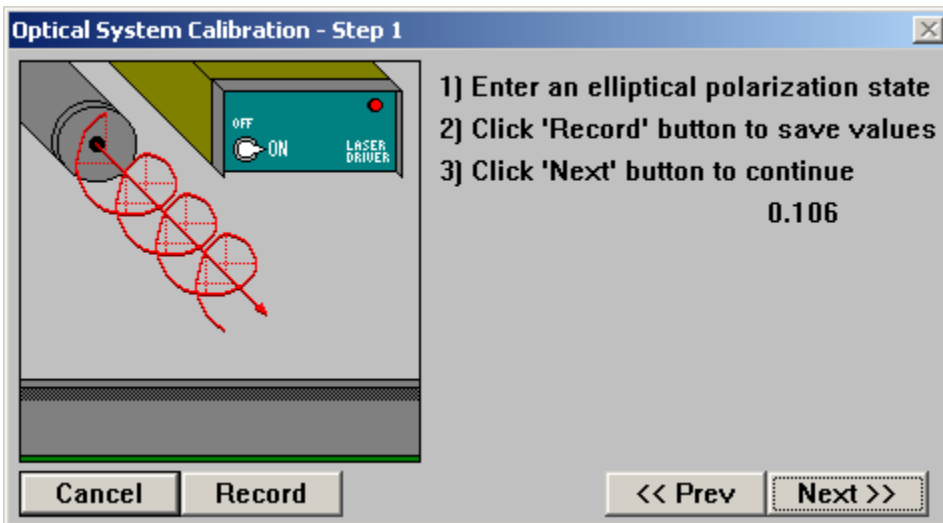 Optical System Calibration - Step 1
OFF
ON
LASER
DRIVER
1) Enter an elliptical polarization state
2) Click 'Record' button to save values
3) Click 'Next' button to continue
0.106
Cancel
Record
<< Prev
Next >>